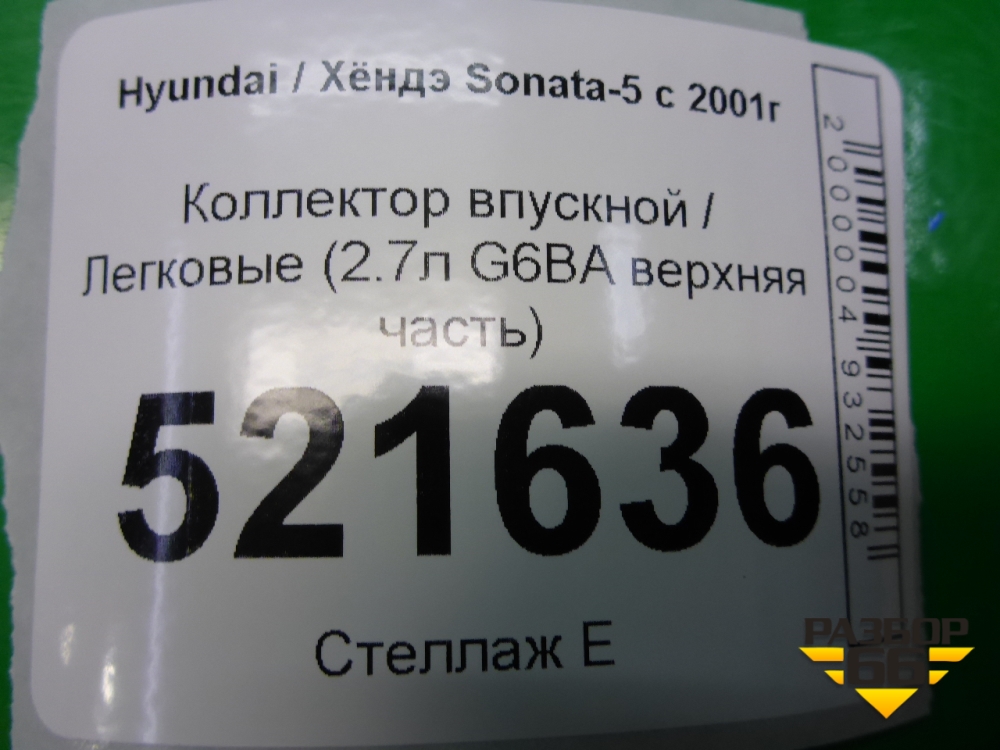 Hyundai / Хёндэ Sonata-5 с 2001г
Коллектор впускной /
Легковые (2.7л G6BA верхняя
часть)
521636
Стеллаж Е
2000004932558
РАЗБОР
66